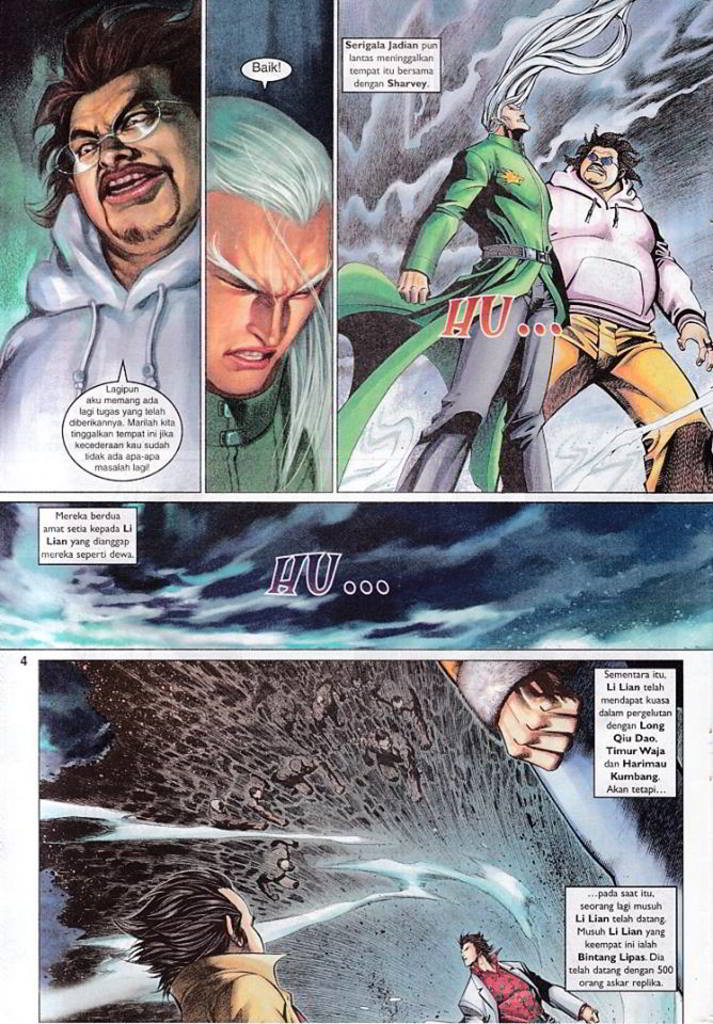 Lagipun
aku memang ada
lagi tugas yang telah
diberikannya. Marilah kita
tinggalkan tempat ini jika
kecederaan kau sudah
tidak ada apa-apa
masalah lagi!
Baik!
Serigala Jadian pun
lantas meninggalkan
tempat itu bersama
dengan Sharvey.
HU...
Mereka berdua
amat setia kepada Li
Lian yang dianggap
mereka seperti dewa.
HU...
4
Sementara itu,
Li Lian telah
mendapat kuasa
dalam pergelutan
dengan Long
Qiu Dao,
Timur Waja
dan Harimau
Kumbang.
Akan tetapi...
...pada saat itu,
seorang lagi musuh
Li Lian telah datang.
Musuh Li Lian yang
keempat ini ialah
Bintang Lipas. Dia
telah datang dengan 500
orang askar replika.